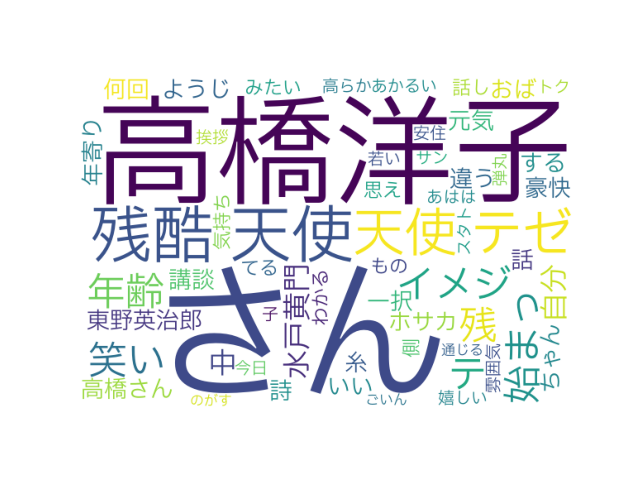 何回
ようじ
みたい
高らかあかるい
話し
おば
トク
年寄り
高橋洋子
挨拶
元気
安住
若い
サン
弾丸
する
思え
違う
豪快
あはは
気持ち
残酷
天使
天使
テゼ
スタト
年齢
講談
てる
さん
もの
イメジ
話
自分
東野英治郎
水戸黄門
わかる
一択
ホサカ
残
始まっ
ちゃん
笑い
中
子
今日
糸
側
テ
通じる
雰囲気
高橋さん
のがす
詩
いい
ごいん
嬉しい